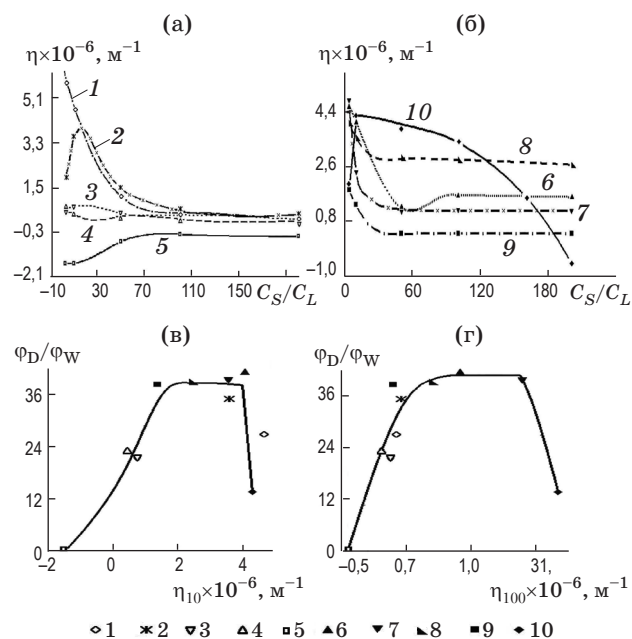 (а) (б)
η×10⁻⁶, м⁻¹ η×10⁻⁶, м⁻¹
5,1 1 4,4 10
3,3 2 8
2,6
1,5 3 6
−0,3 4 0,8 7
5 9
−2,1 −1,0
−10 30 70 110 150 C_S/C_L 0 60 120 180 C_S/C_L
(в) (г)
φ_D/φ_W φ_D/φ_W
36 36
24 24
12 12
0 0
−2 0 2 4 6 −0,5 0,7 1,0 31,
η₁₀×10⁻⁶, м⁻¹ η₁₀₀×10⁻⁶, м⁻¹
1 2 3 4 5 6 7 8 9 10